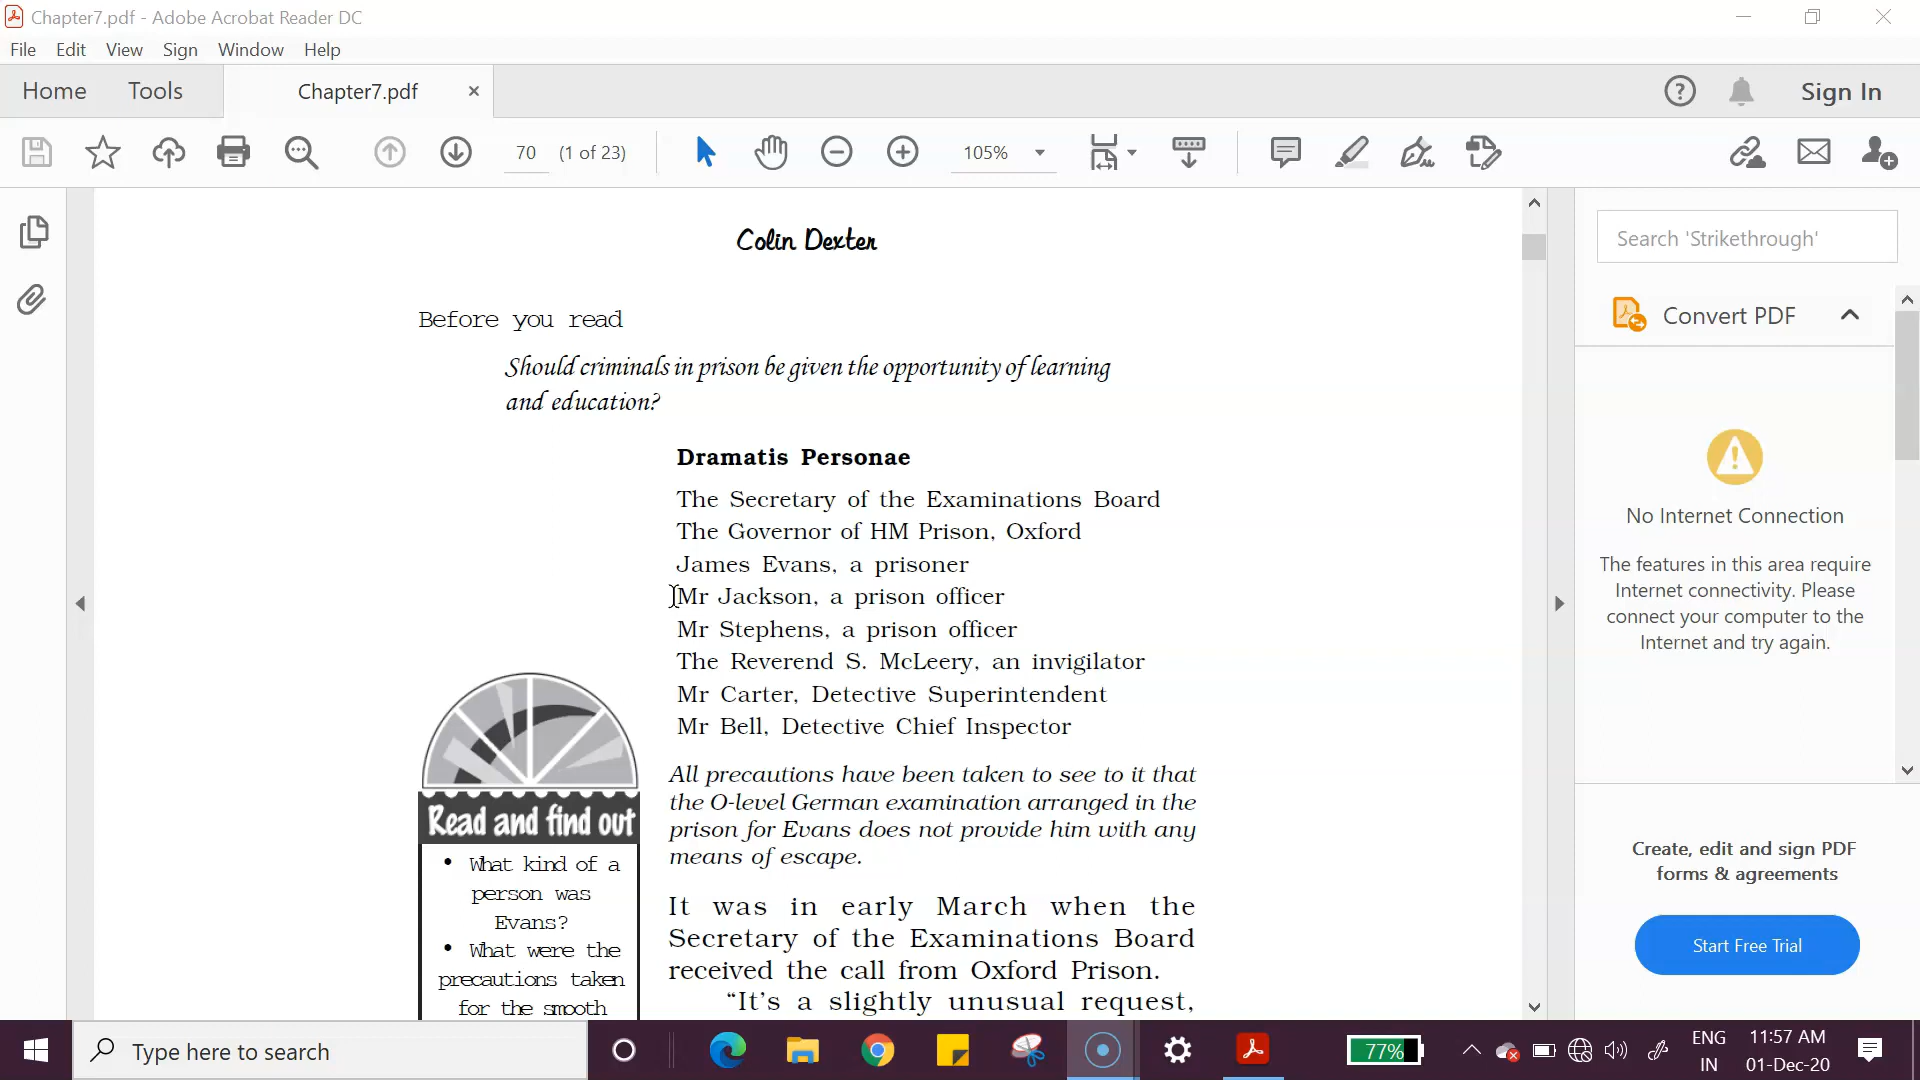 Chapter7.pdf - Adobe Acrobat Reader DC
File Edit View Sign Window Help
Home Tools Chapter7.pdf × Sign In
70 (1 of 23) 105%
Colin Dexter
Before you read
Should criminals in prison be given the opportunity of learning
and education?
Dramatis Personae
The Secretary of the Examinations Board
The Governor of HM Prison, Oxford
James Evans, a prisoner
Mr Jackson, a prison officer
Mr Stephens, a prison officer
The Reverend S. McLeery, an invigilator
Mr Carter, Detective Superintendent
Mr Bell, Detective Chief Inspector
All precautions have been taken to see to it that
the O-level German examination arranged in the
prison for Evans does not provide him with any
means of escape.
It was in early March when the
Secretary of the Examinations Board
received the call from Oxford Prison.
“It’s a slightly unusual request,
Read and find out
• What kind of a
person was
Evans?
• What were the
precautions taken
for the smooth
Search 'Strikethrough'
Convert PDF
No Internet Connection
The features in this area require
Internet connectivity. Please
connect your computer to the
Internet and try again.
Create, edit and sign PDF
forms & agreements
Start Free Trial
Type here to search
77%
ENG
IN
11:57 AM
01-Dec-20